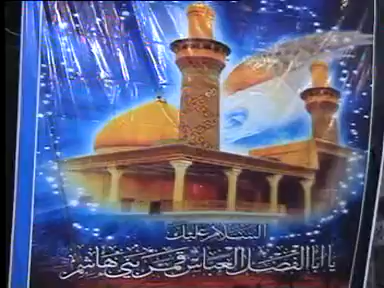 السلام عليك
يا ابا الفضل العباس قمر بني هاشم